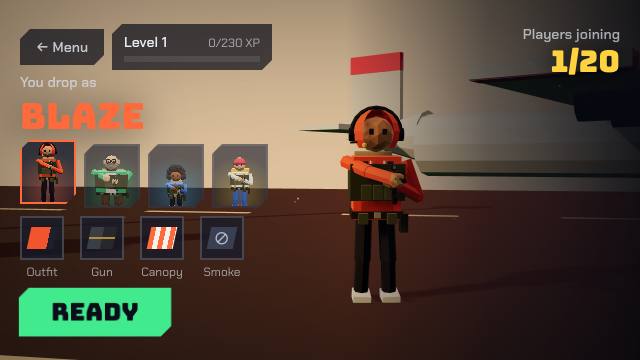 ← Menu
Level 1
0/230 XP
Players joining
1/20
You drop as
BLAZE
Outfit
Gun
Canopy
Smoke
READY